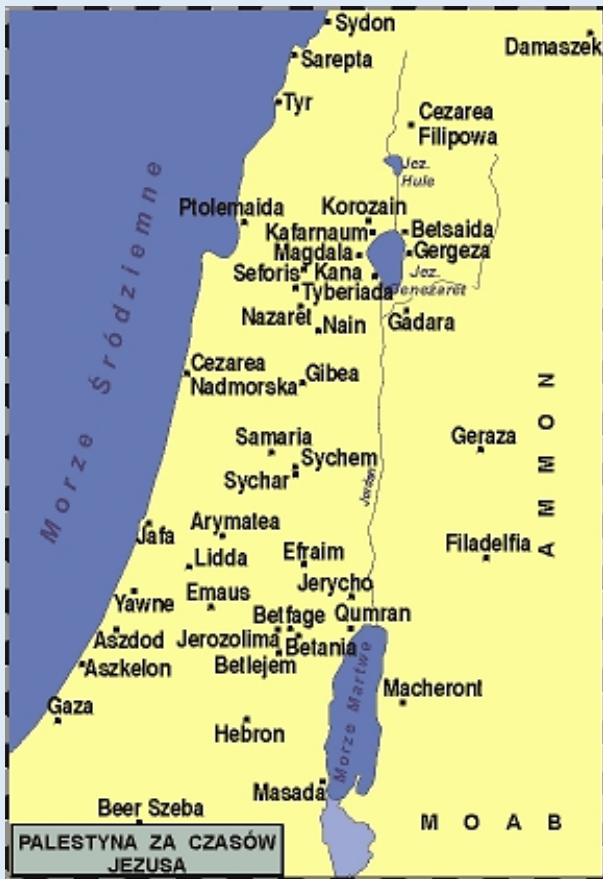 Sydon
Damaszek
Sarepta
Tyr
Cezarea
Filipowa
Jez.
Hule
Ptolemaida
Korozain
Kafarnaum
Betsaida
Magdala
Gergeza
Seforis
Kana
Jez.
Genezaret
Tyberiada
Nazaret
Nain
Gadara
Morze Śródziemne
Cezarea
Nadmorska
Gibea
AMMON
Samaria
Sychem
Geraza
Sychar
Jordan
Jafa
Arymatea
Lidda
Efraim
Filadelfia
Yawne
Emaus
Jerycho
Betfage
Qumran
Aszdod
Jerozolima
Betania
Aszkelon
Betlejem
Morze Martwe
Macheront
Gaza
Hebron
Masada
Beer Szeba
MOAB
PALESTYNA ZA CZASÓW
JEZUSA